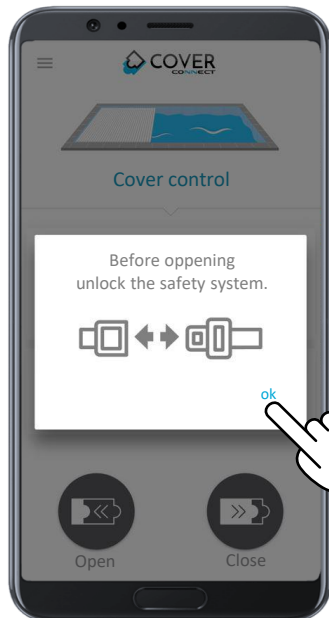 COVER
CONNECT
Cover control
Before oppening
unlock the safety system.
ok
Open
Close